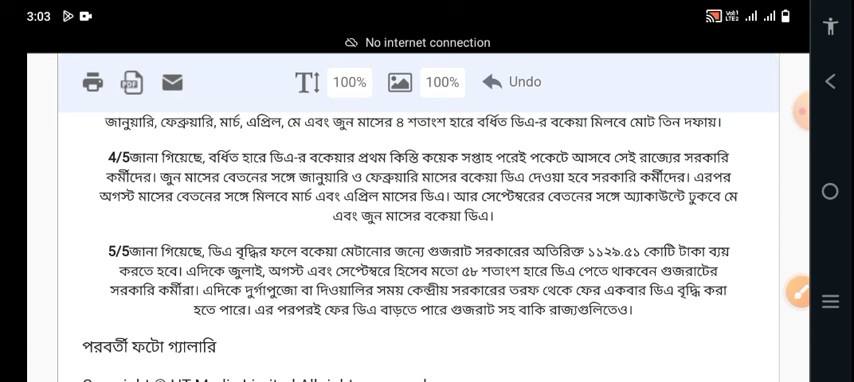 3:03
Vo1
LTE2
No internet connection
PDF
100%
100%
Undo
জানুয়ারি, ফেব্রুয়ারি, মার্চ, এপ্রিল, মে এবং জুন মাসের ৪ শতাংশ হারে বর্ধিত ডিএ-র বকেয়া মিলবে মোট তিন দফায়।
4/5জানা গিয়েছে, বর্ধিত হারে ডিএ-র বকেয়ার প্রথম কিস্তি কয়েক সপ্তাহ পরেই পকেটে আসবে সেই রাজ্যের সরকারি
কর্মীদের। জুন মাসের বেতনের সঙ্গে জানুয়ারি ও ফেব্রুয়ারি মাসের বকেয়া ডিএ দেওয়া হবে সরকারি কর্মীদের। এরপর
অগস্ট মাসের বেতনের সঙ্গে মিলবে মার্চ এবং এপ্রিল মাসের ডিএ। আর সেপ্টেম্বরের বেতনের সঙ্গে অ্যাকাউন্টে ঢুকবে মে
এবং জুন মাসের বকেয়া ডিএ।
5/5জানা গিয়েছে, ডিএ বৃদ্ধির ফলে বকেয়া মেটানোর জন্যে গুজরাট সরকারের অতিরিক্ত ১১২৯.৫১ কোটি টাকা ব্যয়
করতে হবে। এদিকে জুলাই, অগস্ট এবং সেপ্টেম্বরে হিসেব মতো ৫৮ শতাংশ হারে ডিএ পেতে থাকবেন গুজরাটের
সরকারি কর্মীরা। এদিকে দুর্গাপুজো বা দিওয়ালির সময় কেন্দ্রীয় সরকারের তরফ থেকে ফের একবার ডিএ বৃদ্ধি করা
হতে পারে। এর পরপরই ফের ডিএ বাড়তে পারে গুজরাট সহ বাকি রাজ্যগুলিতেও।
পরবর্তী ফটো গ্যালারি